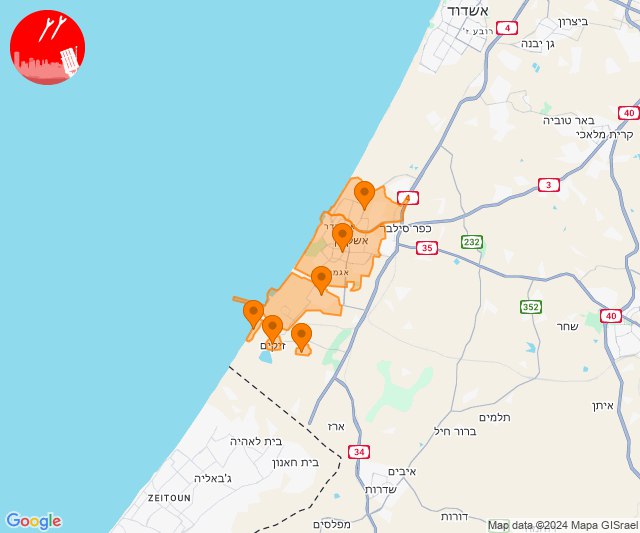 אשדוד
ביצרון
רובע ז'
4
גן יבנה
40
באר טוביה
קרית מלאכי
3
4
כפר סילבר
232
35
352
40
שחר
זיקים
איתן
תלמים
ארז
ברור חיל
בית לאהיה
34
בית חאנון
ג'באליה
איבים
ZEITOUN
שדרות
דורות
מפלסים
Google
Map data ©2024 Mapa GISrael